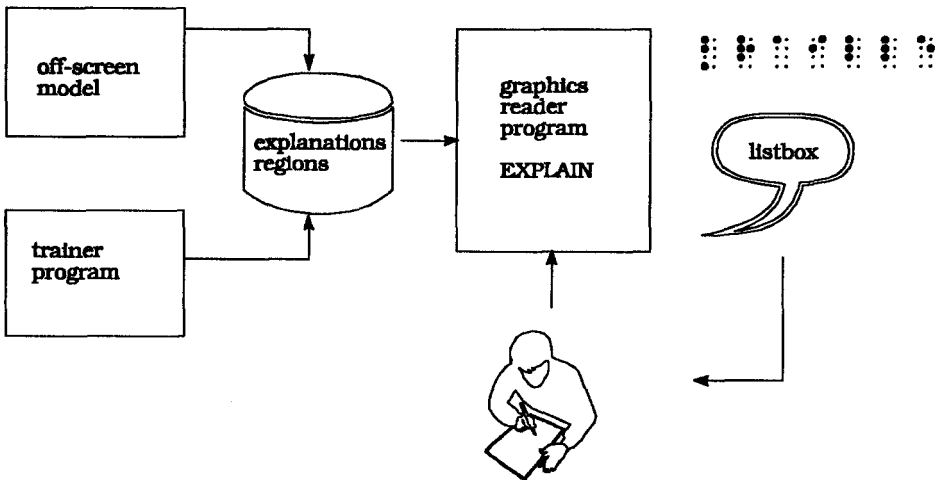 off-screen
model
explanations
regions
trainer
program
graphics
reader
program
EXPLAIN
⠇⠗⠁⠊⠇⠇⠑
listbox